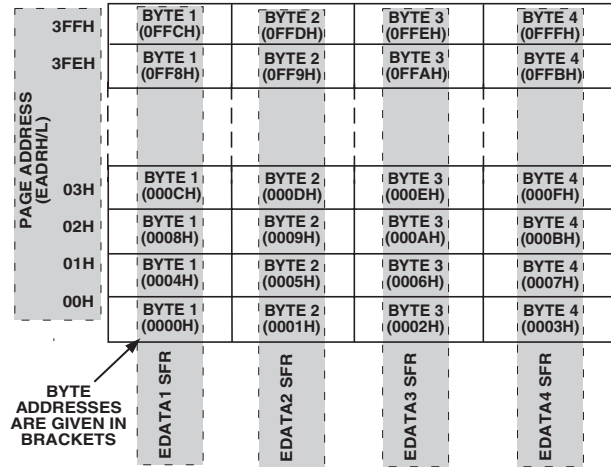 3FFH
BYTE 1
(0FFCH)
BYTE 2
(0FFDH)
BYTE 3
(0FFEH)
BYTE 4
(0FFFH)
3FEH
BYTE 1
(0FF8H)
BYTE 2
(0FF9H)
BYTE 3
(0FFAH)
BYTE 4
(0FFBH)
PAGE ADDRESS
(EADRH/L)
03H
BYTE 1
(000CH)
BYTE 2
(000DH)
BYTE 3
(000EH)
BYTE 4
(000FH)
02H
BYTE 1
(0008H)
BYTE 2
(0009H)
BYTE 3
(000AH)
BYTE 4
(000BH)
01H
BYTE 1
(0004H)
BYTE 2
(0005H)
BYTE 3
(0006H)
BYTE 4
(0007H)
00H
BYTE 1
(0000H)
BYTE 2
(0001H)
BYTE 3
(0002H)
BYTE 4
(0003H)
BYTE
ADDRESSES
ARE GIVEN IN
BRACKETS
EDATA1 SFR
EDATA2 SFR
EDATA3 SFR
EDATA4 SFR